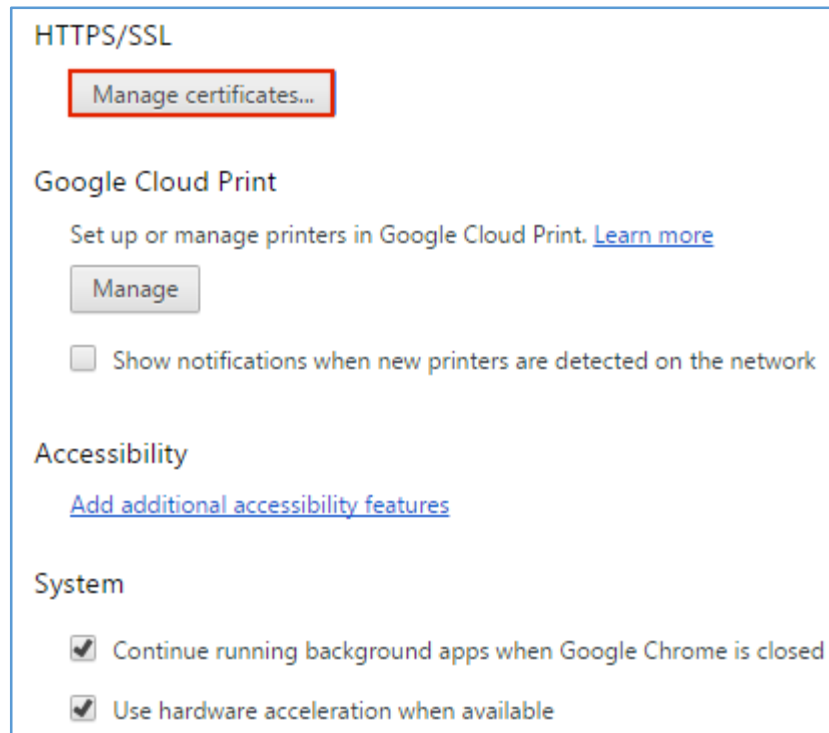 HTTPS/SSL
Manage certificates...
Google Cloud Print
Set up or manage printers in Google Cloud Print. Learn more
Manage
Show notifications when new printers are detected on the network
Accessibility
Add additional accessibility features
System
Continue running background apps when Google Chrome is closed
Use hardware acceleration when available